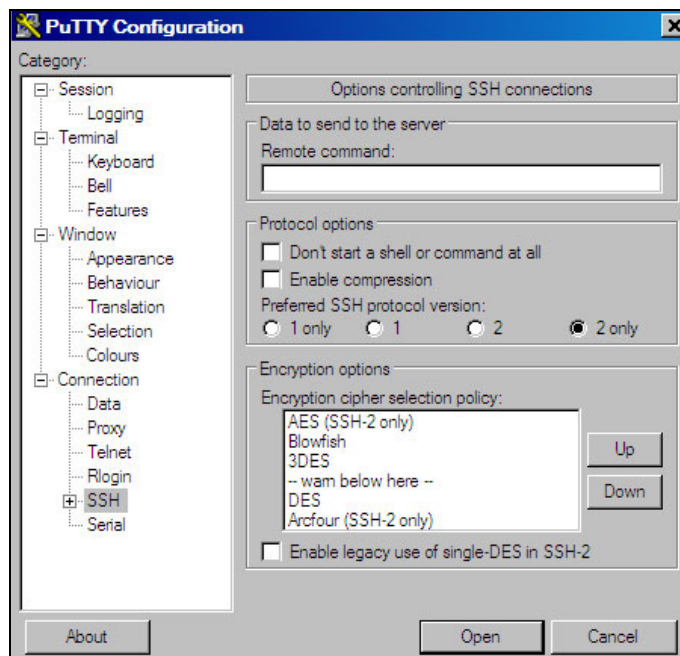 PuTTY Configuration
Category:
Session
Logging
Terminal
Keyboard
Bell
Features
Window
Appearance
Behaviour
Translation
Selection
Colours
Connection
Data
Proxy
Telnet
Rlogin
SSH
Serial
Options controlling SSH connections
Data to send to the server
Remote command:
Protocol options
Don't start a shell or command at all
Enable compression
Preferred SSH protocol version:
1 only 1 2 2 only
Encryption options
Encryption cipher selection policy:
AES (SSH-2 only)
Blowfish
3DES
-- warn below here --
DES
Arcfour (SSH-2 only)
Up
Down
Enable legacy use of single-DES in SSH-2
About Open Cancel